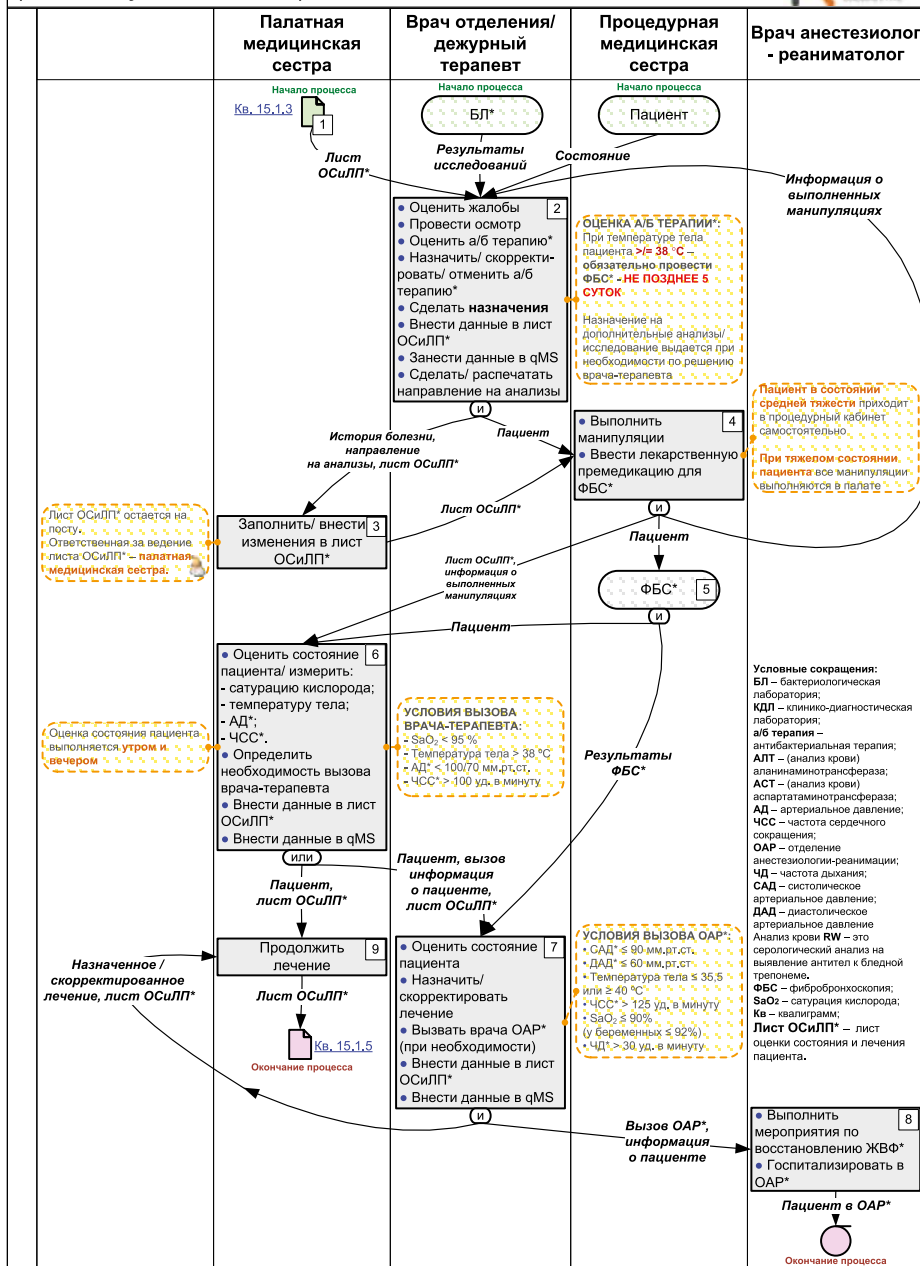 Палатная
медицинская
сестра
Врач отделения/
дежурный
терапевт
Процедурная
медицинская
сестра
Врач анестезиолог
- реаниматолог
Начало процесса
Кв. 15.1.3
1
Начало процесса
БЛ*
Начало процесса
Пациент
Лист
ОСиЛП*
Результаты
исследований
Состояние
Информация о
выполненных
манипуляциях
2
● Оценить жалобы
● Провести осмотр
● Оценить а/б терапию*
● Назначить/ скорректи-
ровать/ отменить а/б
терапию*
● Сделать назначения
● Внести данные в лист
ОСиЛП*
● Занести данные в qMS
● Сделать/ распечатать
направление на анализы
и
ОЦЕНКА А/Б ТЕРАПИИ*:
При температуре тела
пациента >/= 38 °С –
обязательно провести
ФБС* - НЕ ПОЗДНЕЕ 5
СУТОК
Назначение на
дополнительные анализы/
исследование выдается при
необходимости по решению
врача-терапевта
История болезни,
направление
на анализы, лист ОСиЛП*
Пациент
4
● Выполнить
манипуляции
● Ввести лекарственную
премедикацию для
ФБС*
и
Пациент в состоянии
средней тяжести приходит
в процедурный кабинет
самостоятельно
При тяжелом состоянии
пациента все манипуляции
выполняются в палате
Лист ОСиЛП* остается на
посту.
Ответственная за ведение
листа ОСиЛП* – палатная
медицинская сестра.
3
Заполнить/ внести
изменения в лист
ОСиЛП*
Лист ОСиЛП*
Лист ОСиЛП*,
информация о
выполненных
манипуляциях
Пациент
ФБС*
5
и
Пациент
6
● Оценить состояние
пациента/ измерить:
- сатурацию кислорода;
- температуру тела;
- АД*;
- ЧСС*.
● Определить
необходимость вызова
врача-терапевта
● Внести данные в лист
ОСиЛП*
● Внести данные в qMS
или
Оценка состояния пациента
выполняется утром и
вечером
УСЛОВИЯ ВЫЗОВА
ВРАЧА-ТЕРАПЕВТА:
- SaO₂ < 95 %
- Температура тела > 38 °С
- АД* < 100/70 мм.рт.ст.
- ЧСС* > 100 уд. в минуту
Результаты
ФБС*
Условные сокращения:
БЛ – бактериологическая
лаборатория;
КДЛ – клинико-диагностическая
лаборатория;
а/б терапия –
антибактериальная терапия;
АЛТ – (анализ крови)
аланинаминотрансфераза;
АСТ – (анализ крови)
аспартатаминотрансфераза;
АД – артериальное давление;
ЧСС – частота сердечного
сокращения;
ОАР – отделение
анестезиологии-реанимации;
ЧД – частота дыхания;
САД – систолическое
артериальное давление;
ДАД – диастолическое
артериальное давление
Анализ крови RW – это
серологический анализ на
выявление антител к бледной
трепонеме.
ФБС – фибробронхоскопия;
SaO₂ – сатурация кислорода;
Кв – квалиграмм;
Лист ОСиЛП* – лист
оценки состояния и лечения
пациента.
Пациент,
лист ОСиЛП*
Пациент, вызов
информация
о пациенте,
лист ОСиЛП*
9
Продолжить
лечение
Лист ОСиЛП*
Кв. 15.1.5
Окончание процесса
Назначенное /
скорректированное
лечение, лист ОСиЛП*
7
● Оценить состояние
пациента
● Назначить/
скорректировать
лечение
● Вызвать врача ОАР*
(при необходимости)
● Внести данные в лист
ОСиЛП*
● Внести данные в qMS
и
УСЛОВИЯ ВЫЗОВА ОАР*:
• САД* ≤ 90 мм.рт.ст.
• ДАД* ≤ 60 мм.рт.ст
• Температура тела ≤ 35,5
или ≥ 40 °С
• ЧСС* > 125 уд. в минуту
• SaO₂ ≤ 90%
(у беременных ≤ 92%)
• ЧД* > 30 уд. в минуту
Вызов ОАР*,
информация
о пациенте
8
● Выполнить
мероприятия по
восстановлению ЖВФ*
● Госпитализировать в
ОАР*
Пациент в ОАР*
Окончание процесса